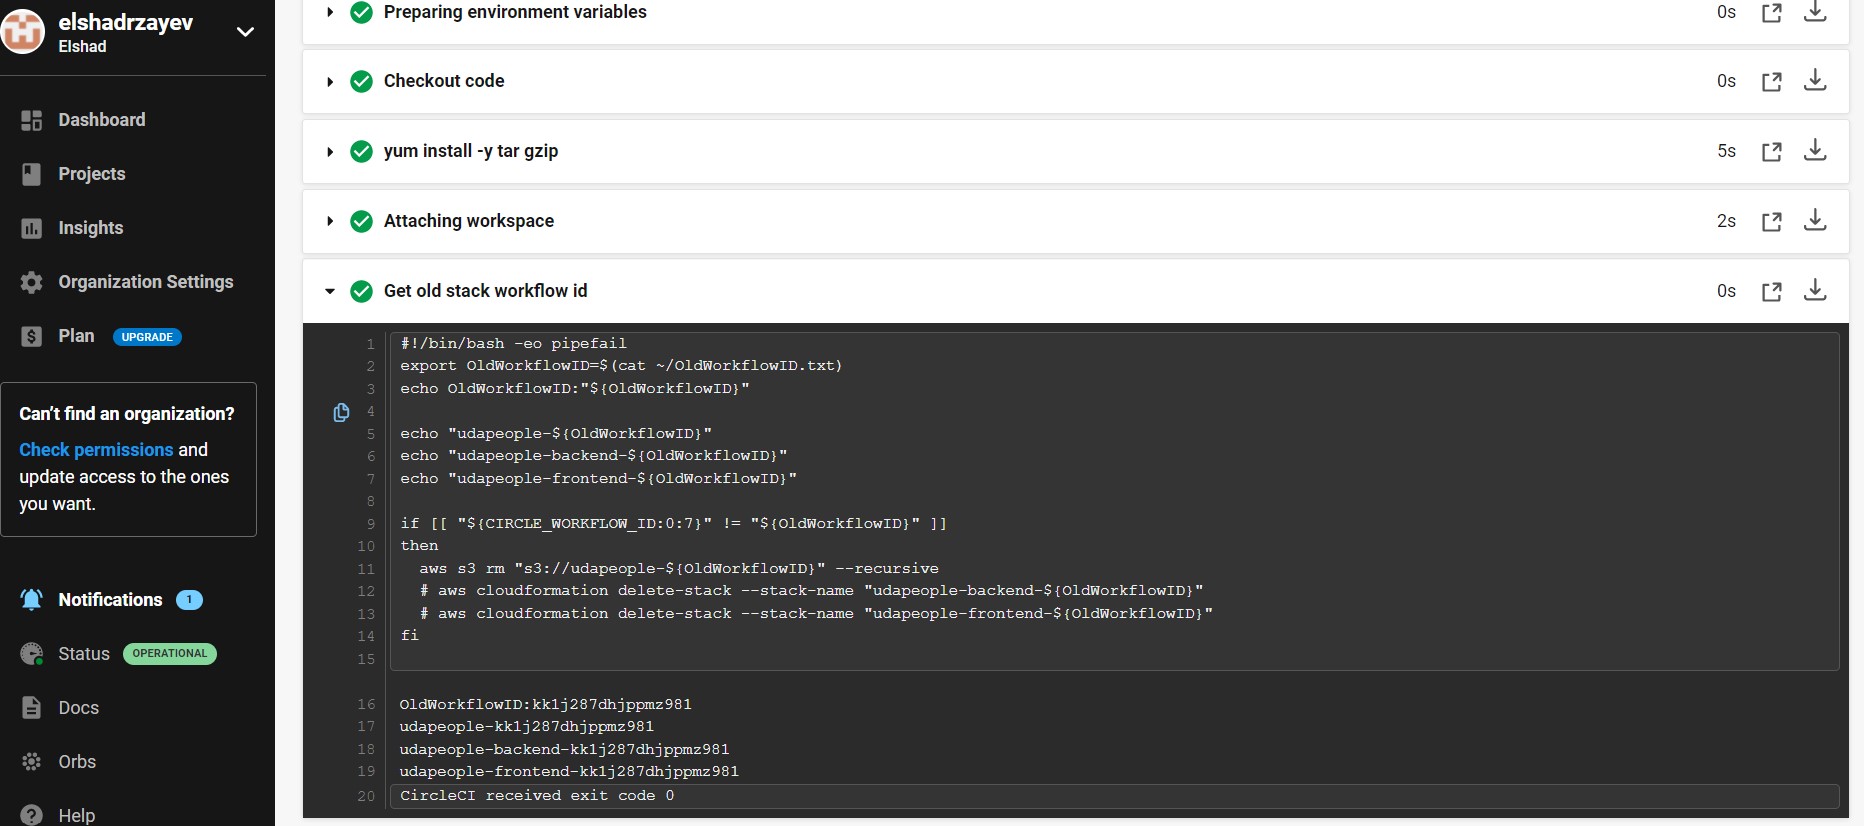 elshadrzayev
Elshad
Dashboard
Projects
Insights
Organization Settings
Plan UPGRADE
Can’t find an organization?
Check permissions and
update access to the ones
you want.
Notifications 1
Status OPERATIONAL
Docs
Orbs
Help
Preparing environment variables 0s
Checkout code 0s
yum install -y tar gzip 5s
Attaching workspace 2s
Get old stack workflow id 0s
1 #!/bin/bash -eo pipefail
2 export OldWorkflowID=$(cat ~/OldWorkflowID.txt)
3 echo OldWorkflowID:"${OldWorkflowID}"
4
5 echo "udapeople-${OldWorkflowID}"
6 echo "udapeople-backend-${OldWorkflowID}"
7 echo "udapeople-frontend-${OldWorkflowID}"
8
9 if [[ "${CIRCLE_WORKFLOW_ID:0:7}" != "${OldWorkflowID}" ]]
10 then
11   aws s3 rm "s3://udapeople-${OldWorkflowID}" --recursive
12   # aws cloudformation delete-stack --stack-name "udapeople-backend-${OldWorkflowID}"
13   # aws cloudformation delete-stack --stack-name "udapeople-frontend-${OldWorkflowID}"
14 fi
15
16 OldWorkflowID:kk1j287dhjppmz981
17 udapeople-kk1j287dhjppmz981
18 udapeople-backend-kk1j287dhjppmz981
19 udapeople-frontend-kk1j287dhjppmz981
20 CircleCI received exit code 0